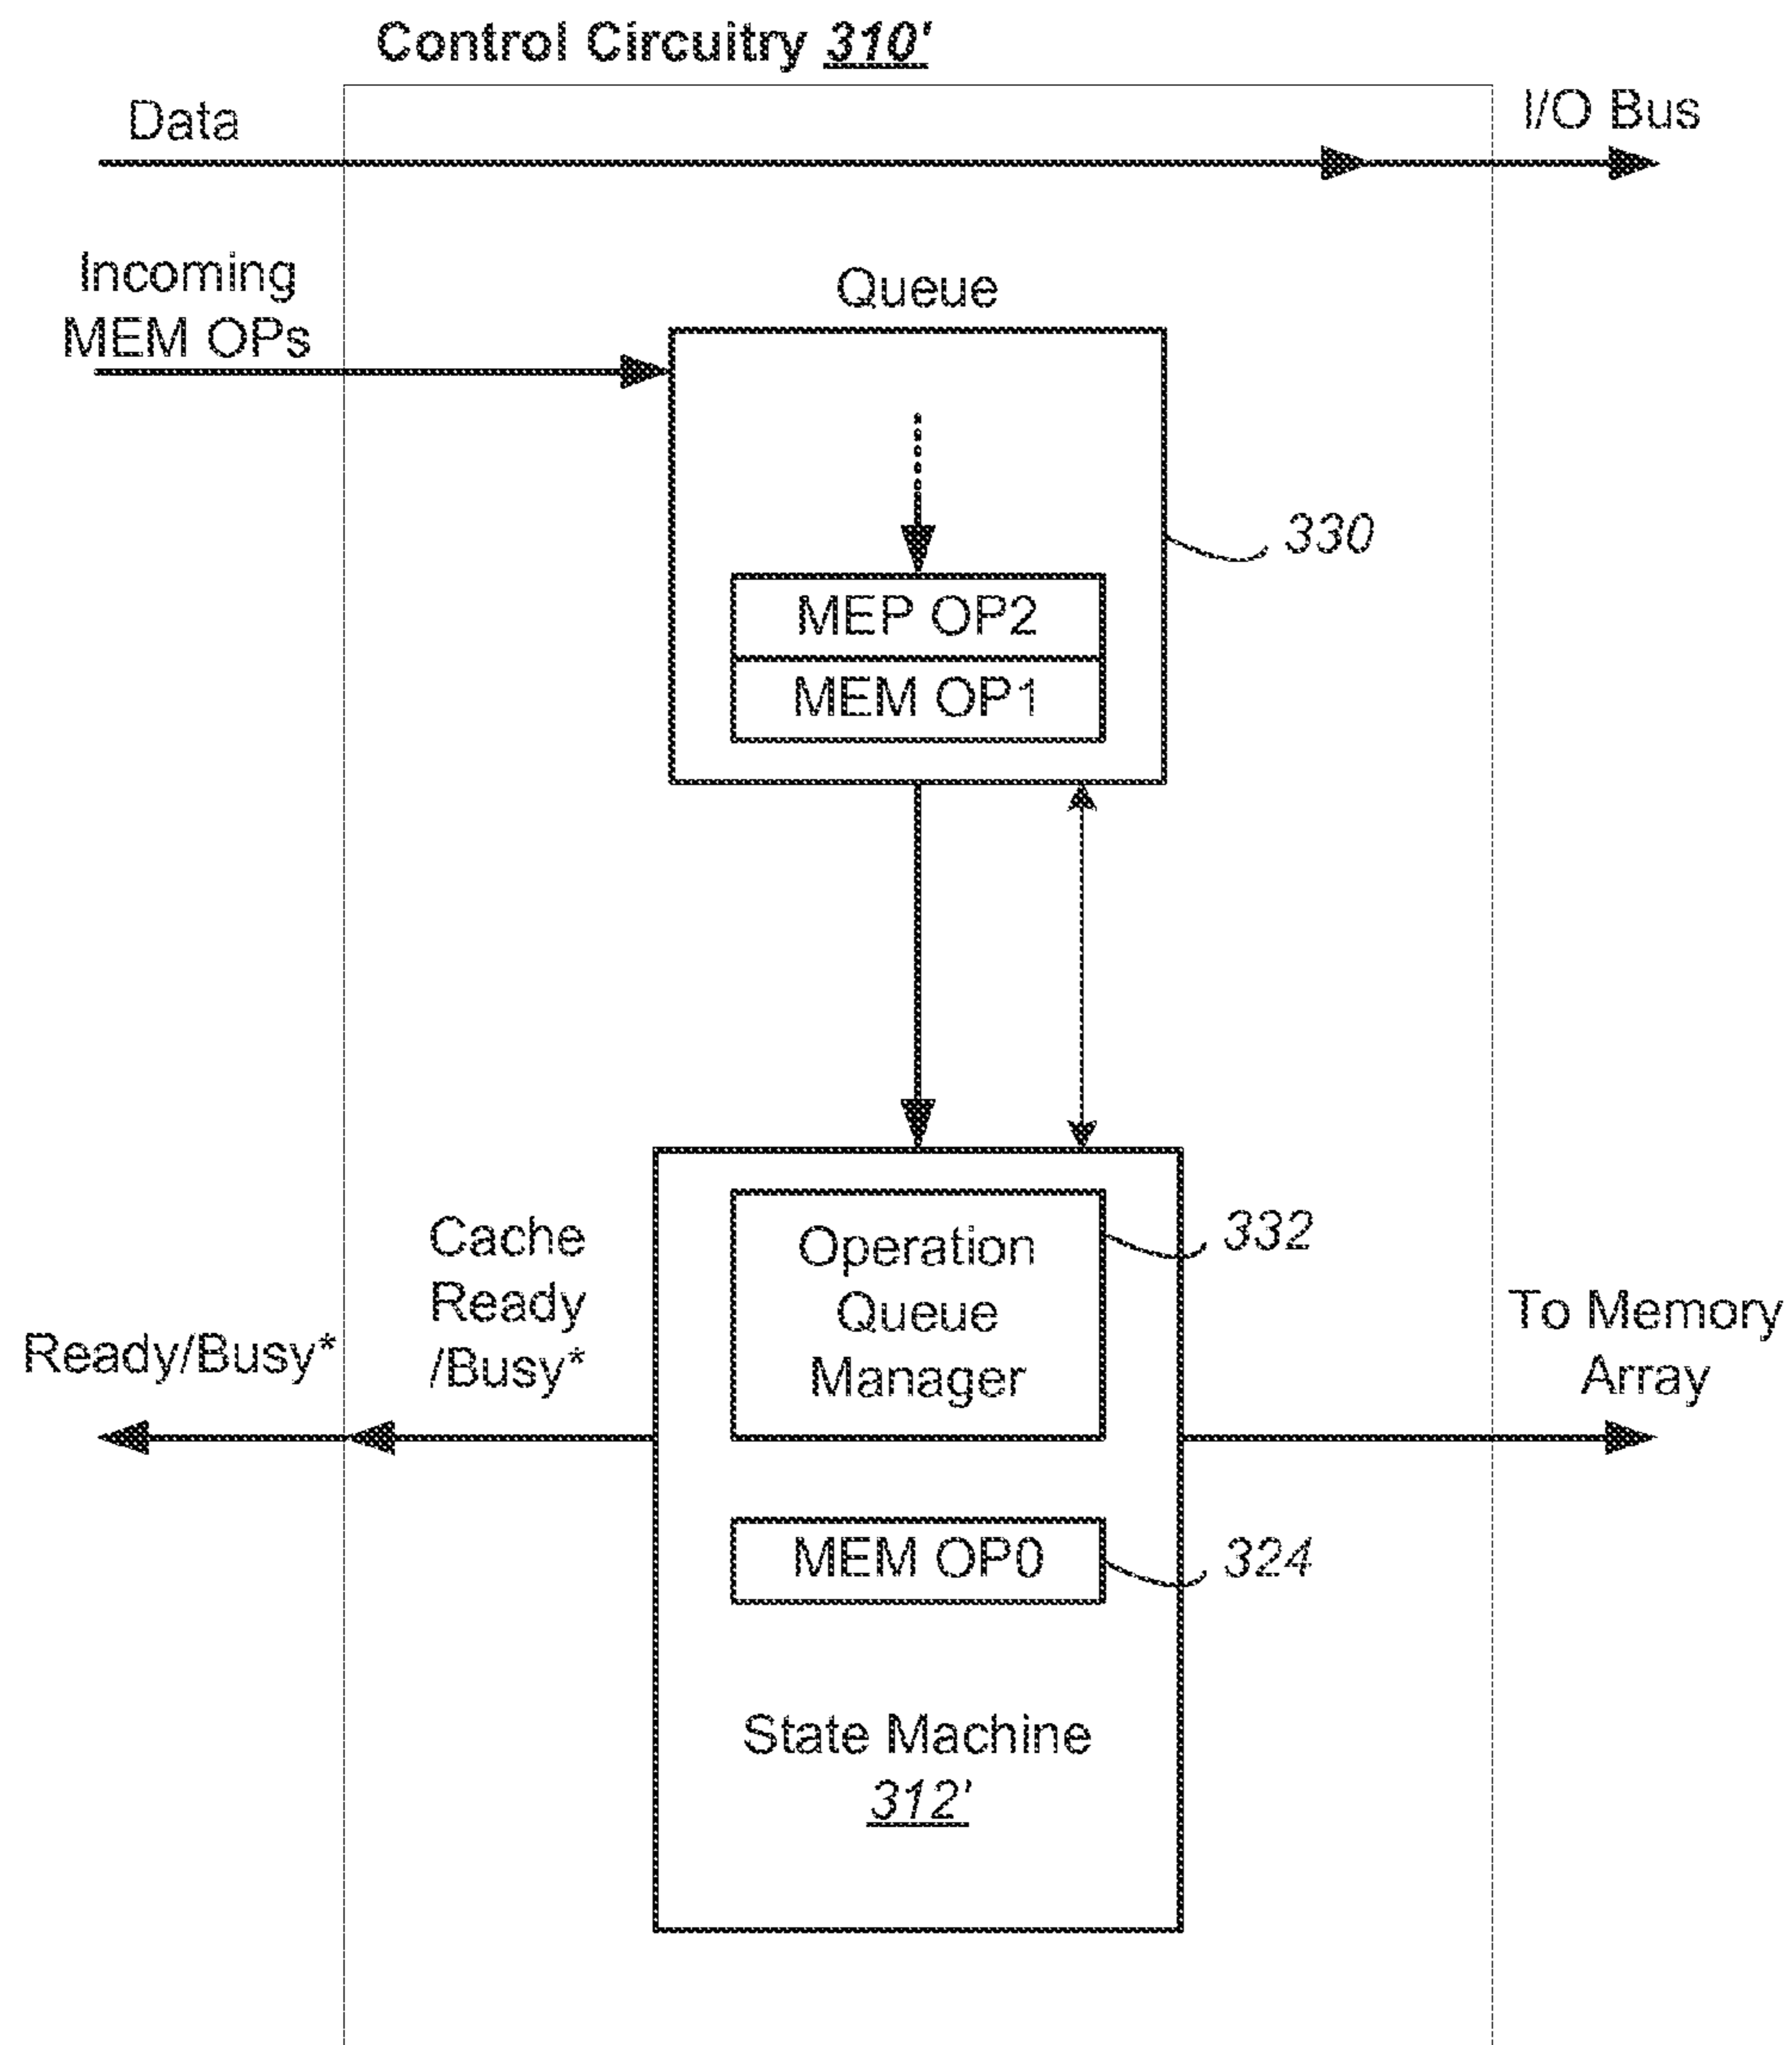 Control Circuitry 310'
Data
I/O Bus
Incoming
MEM OPs
Queue
330
MEP OP2
MEM OP1
Operation
Queue
Manager
332
Cache
Ready
/Busy*
Ready/Busy*
To Memory
Array
MEM OP0
324
State Machine
312'